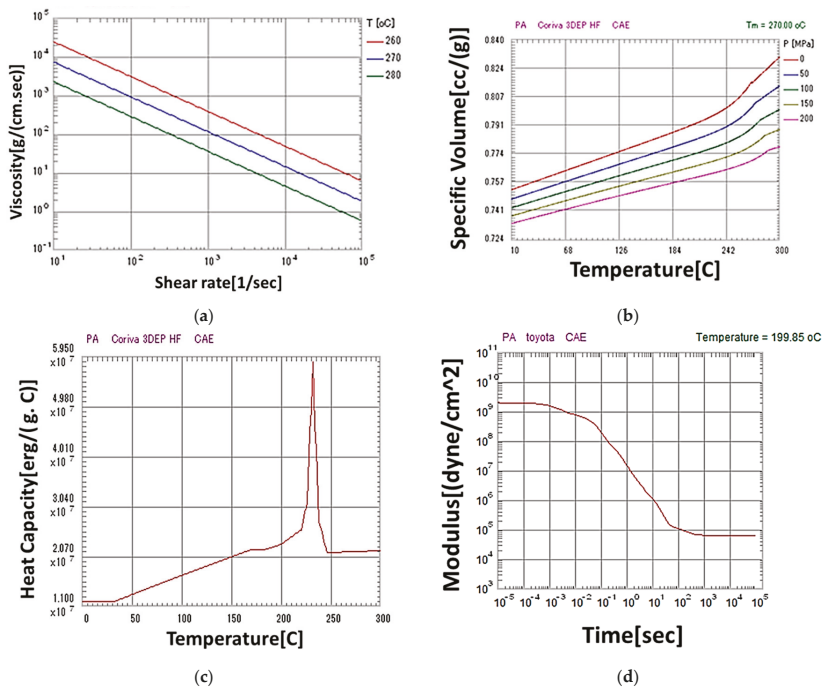 T [oC]
260
270
280
10^5
10^4
10^3
10^2
10^1
10^0
10^-1
10^1
10^2
10^3
10^4
10^5
Viscosity[g/(cm.sec)]
Shear rate[1/sec]
(a)
PA Coriva 3DEP HF CAE
Tm = 270.00 oC
P [MPa]
0
50
100
150
200
0.840
0.824
0.807
0.791
0.774
0.757
0.741
0.724
10
68
126
184
242
300
Specific Volume[cc/(g)]
Temperature[C]
(b)
PA Coriva 3DEP HF CAE
5.950
x 10^7
4.980
x 10^7
4.010
x 10^7
3.040
x 10^7
2.070
x 10^7
1.100
x 10^7
0
50
100
150
200
250
300
Heat Capacity[erg/( g. C)]
Temperature[C]
(c)
PA toyota CAE
Temperature = 199.85 oC
10^11
10^10
10^9
10^8
10^7
10^6
10^5
10^4
10^3
10^-5
10^-4
10^-3
10^-2
10^-1
10^0
10^1
10^2
10^3
10^4
10^5
Modulus[(dyne/cm^2]
Time[sec]
(d)